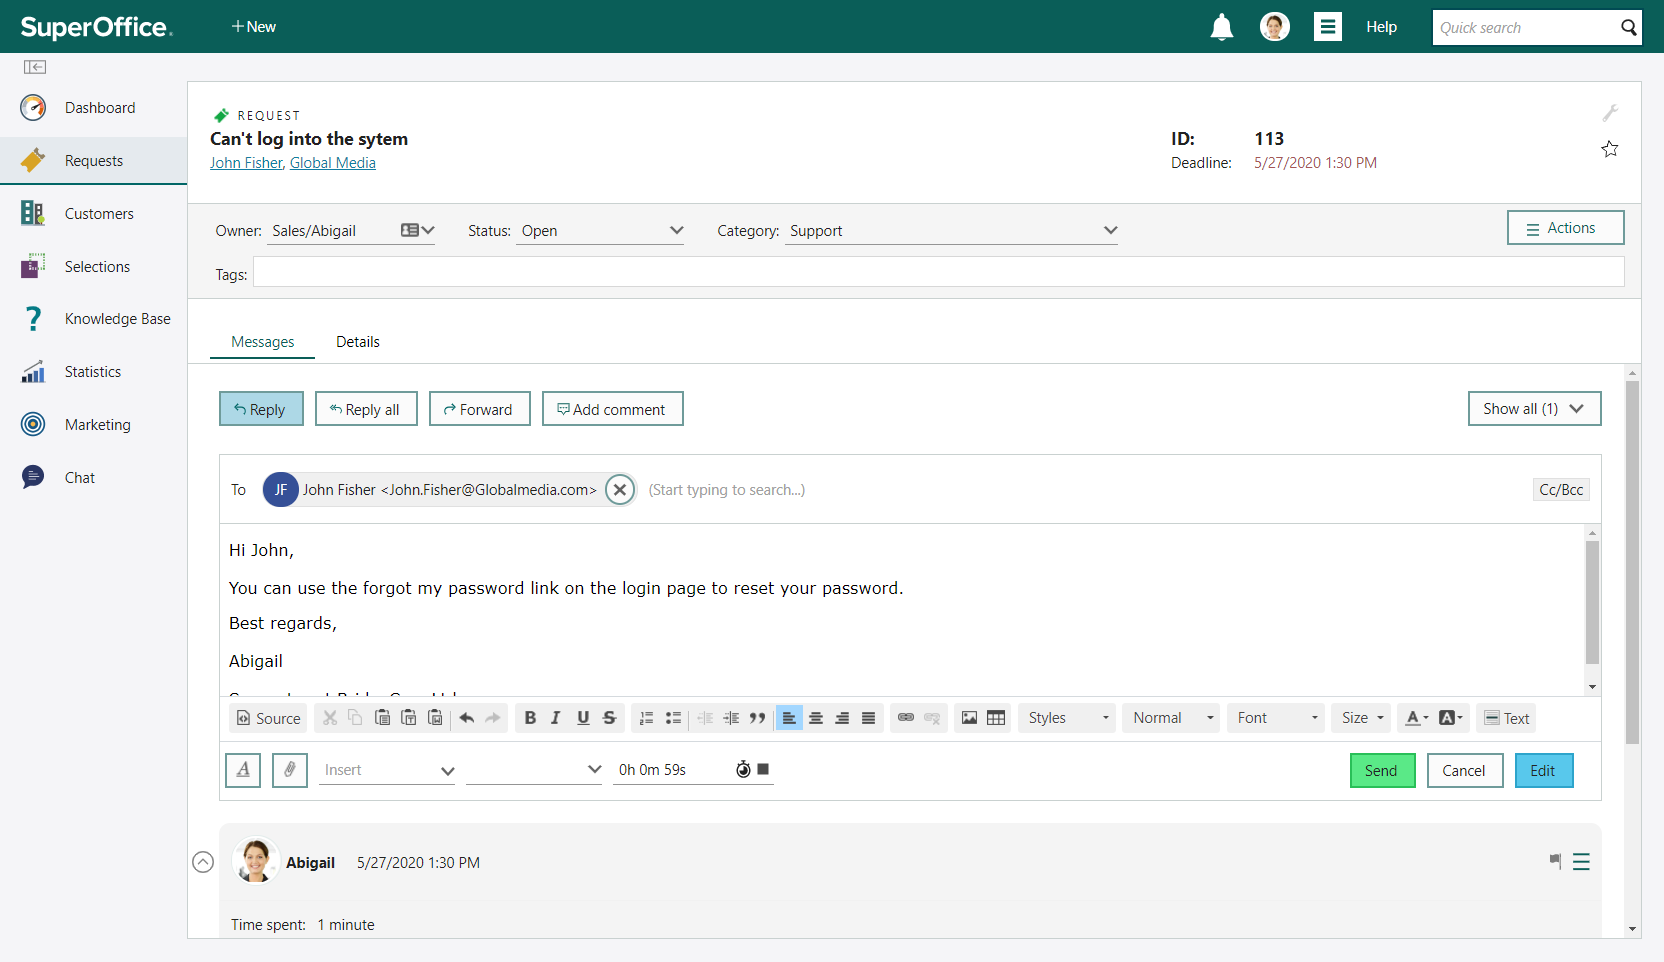 SuperOffice.
+ New
Help
Quick search
Dashboard
Requests
Customers
Selections
Knowledge Base
Statistics
Marketing
Chat
REQUEST
Can't log into the sytem
John Fisher, Global Media
ID: 113
Deadline: 5/27/2020 1:30 PM
Owner: Sales/Abigail
Status: Open
Category: Support
Actions
Tags:
Messages
Details
Reply
Reply all
Forward
Add comment
Show all (1)
To
JF
John Fisher <John.Fisher@Globalmedia.com>
(Start typing to search...)
Cc/Bcc
Hi John,
You can use the forgot my password link on the login page to reset your password.
Best regards,
Abigail
Source
B I U S
Styles
Normal
Font
Size
A
A
Text
A
Insert
0h 0m 59s
Send
Cancel
Edit
Abigail 5/27/2020 1:30 PM
Time spent: 1 minute